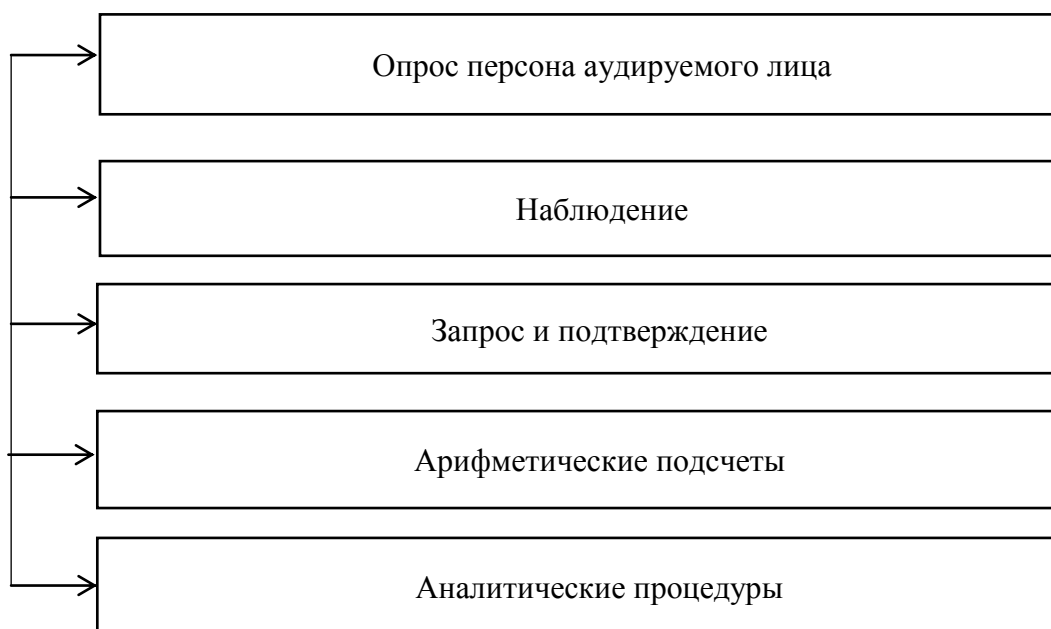 Опрос персона аудируемого лица
Наблюдение
Запрос и подтверждение
Арифметические подсчеты
Аналитические процедуры